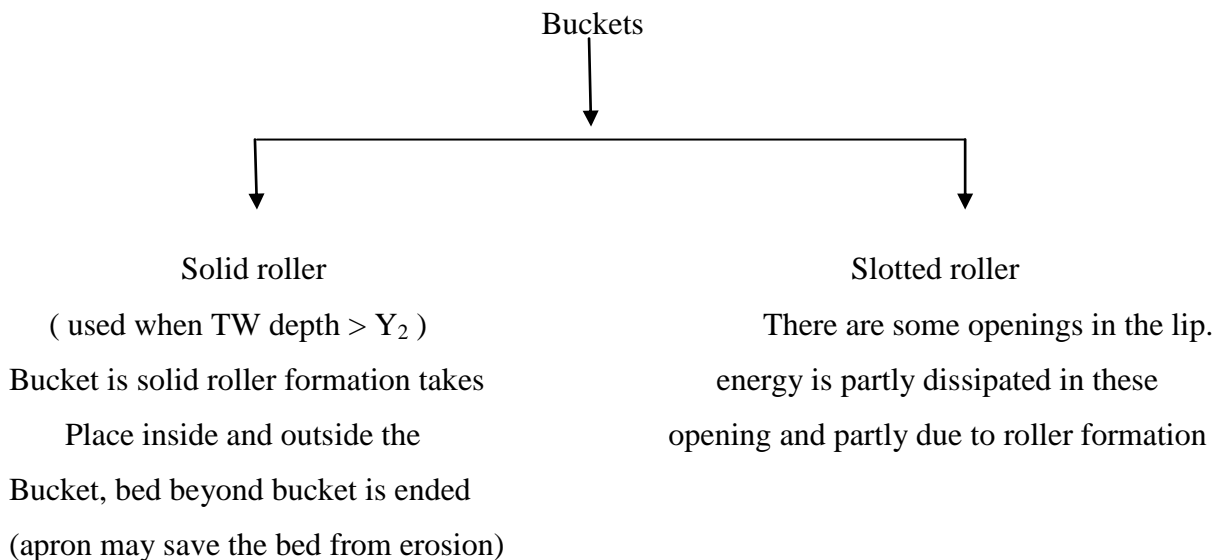 Buckets
Solid roller
( used when TW depth > Y₂ )
Bucket is solid roller formation takes
Place inside and outside the
Bucket, bed beyond bucket is ended
(apron may save the bed from erosion)
Slotted roller
There are some openings in the lip.
energy is partly dissipated in these
opening and partly due to roller formation